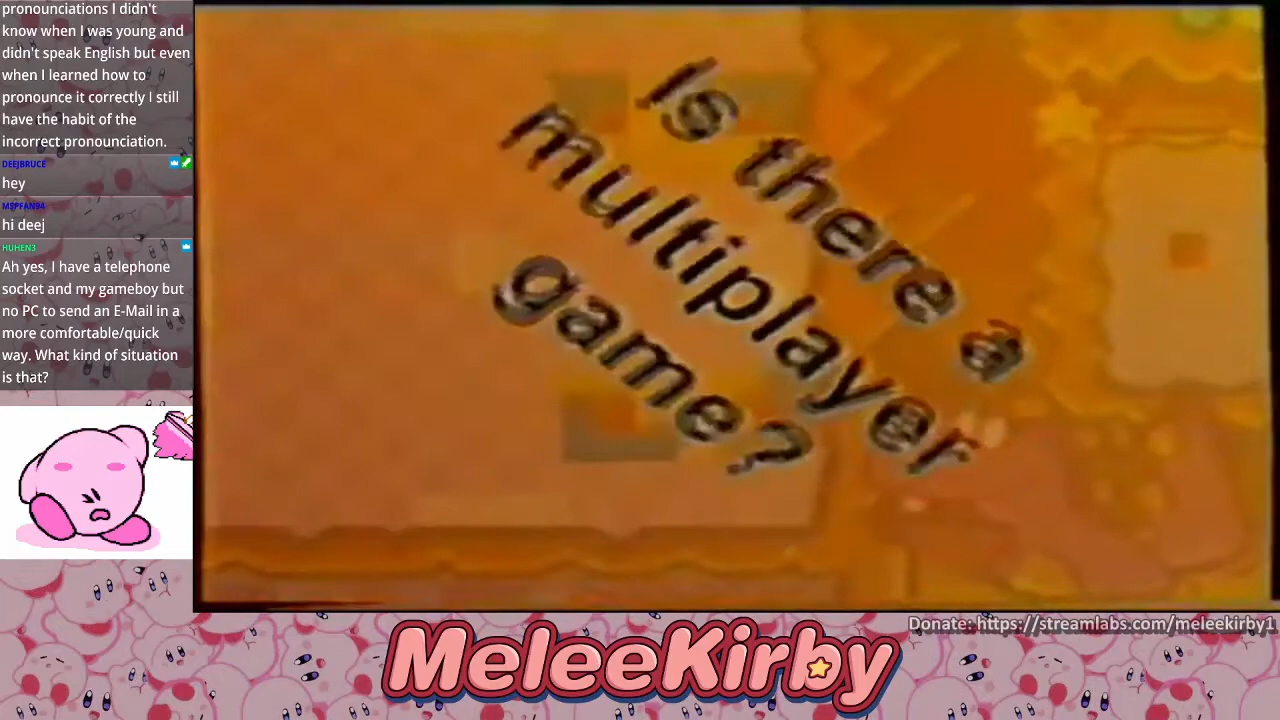 pronounciations I didn't
know when I was young and
didn't speak English but even
when I learned how to
pronounce it correctly I still
have the habit of the
incorrect pronounciation.
DEEJBRUCE
hey
M1PFAN94
hi deej
HUHEN3
Ah yes, I have a telephone
socket and my gameboy but
no PC to send an E-Mail in a
more comfortable/quick
way. What kind of situation
is that?
Is there a
multiplayer
game?
Donate: https://streamlabs.com/meleekirby1
MeleeKirby